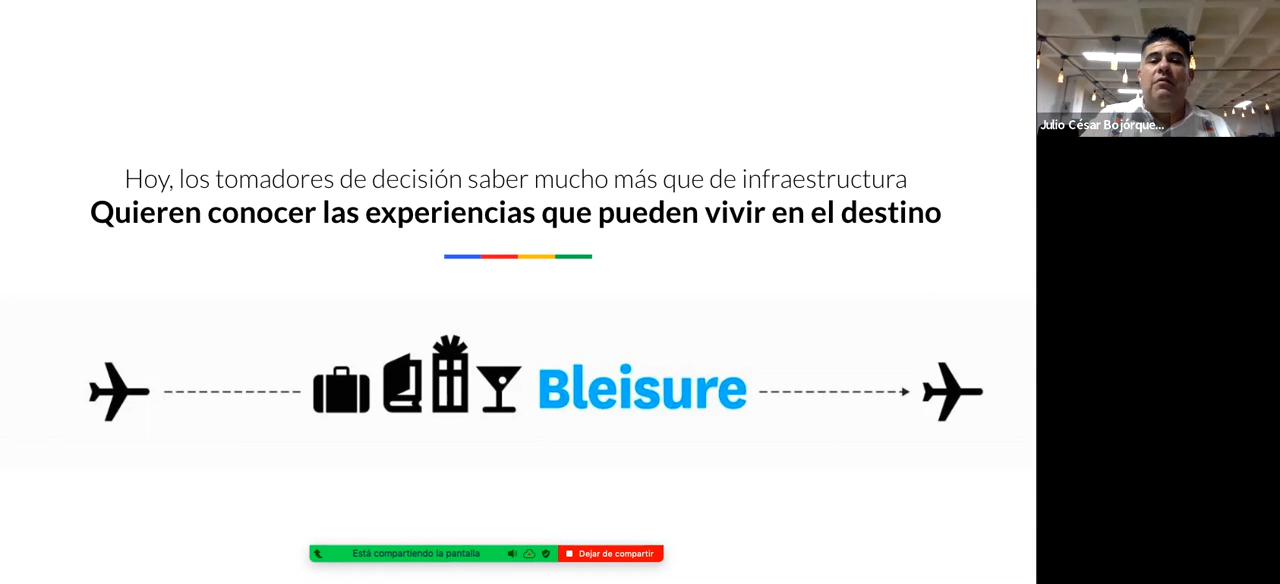 Hoy, los tomadores de decisión saber mucho más que de infraestructura
Quieren conocer las experiencias que pueden vivir en el destino
Bleisure
Julio César Bojórque...
Está compartiendo la pantalla
Dejar de compartir